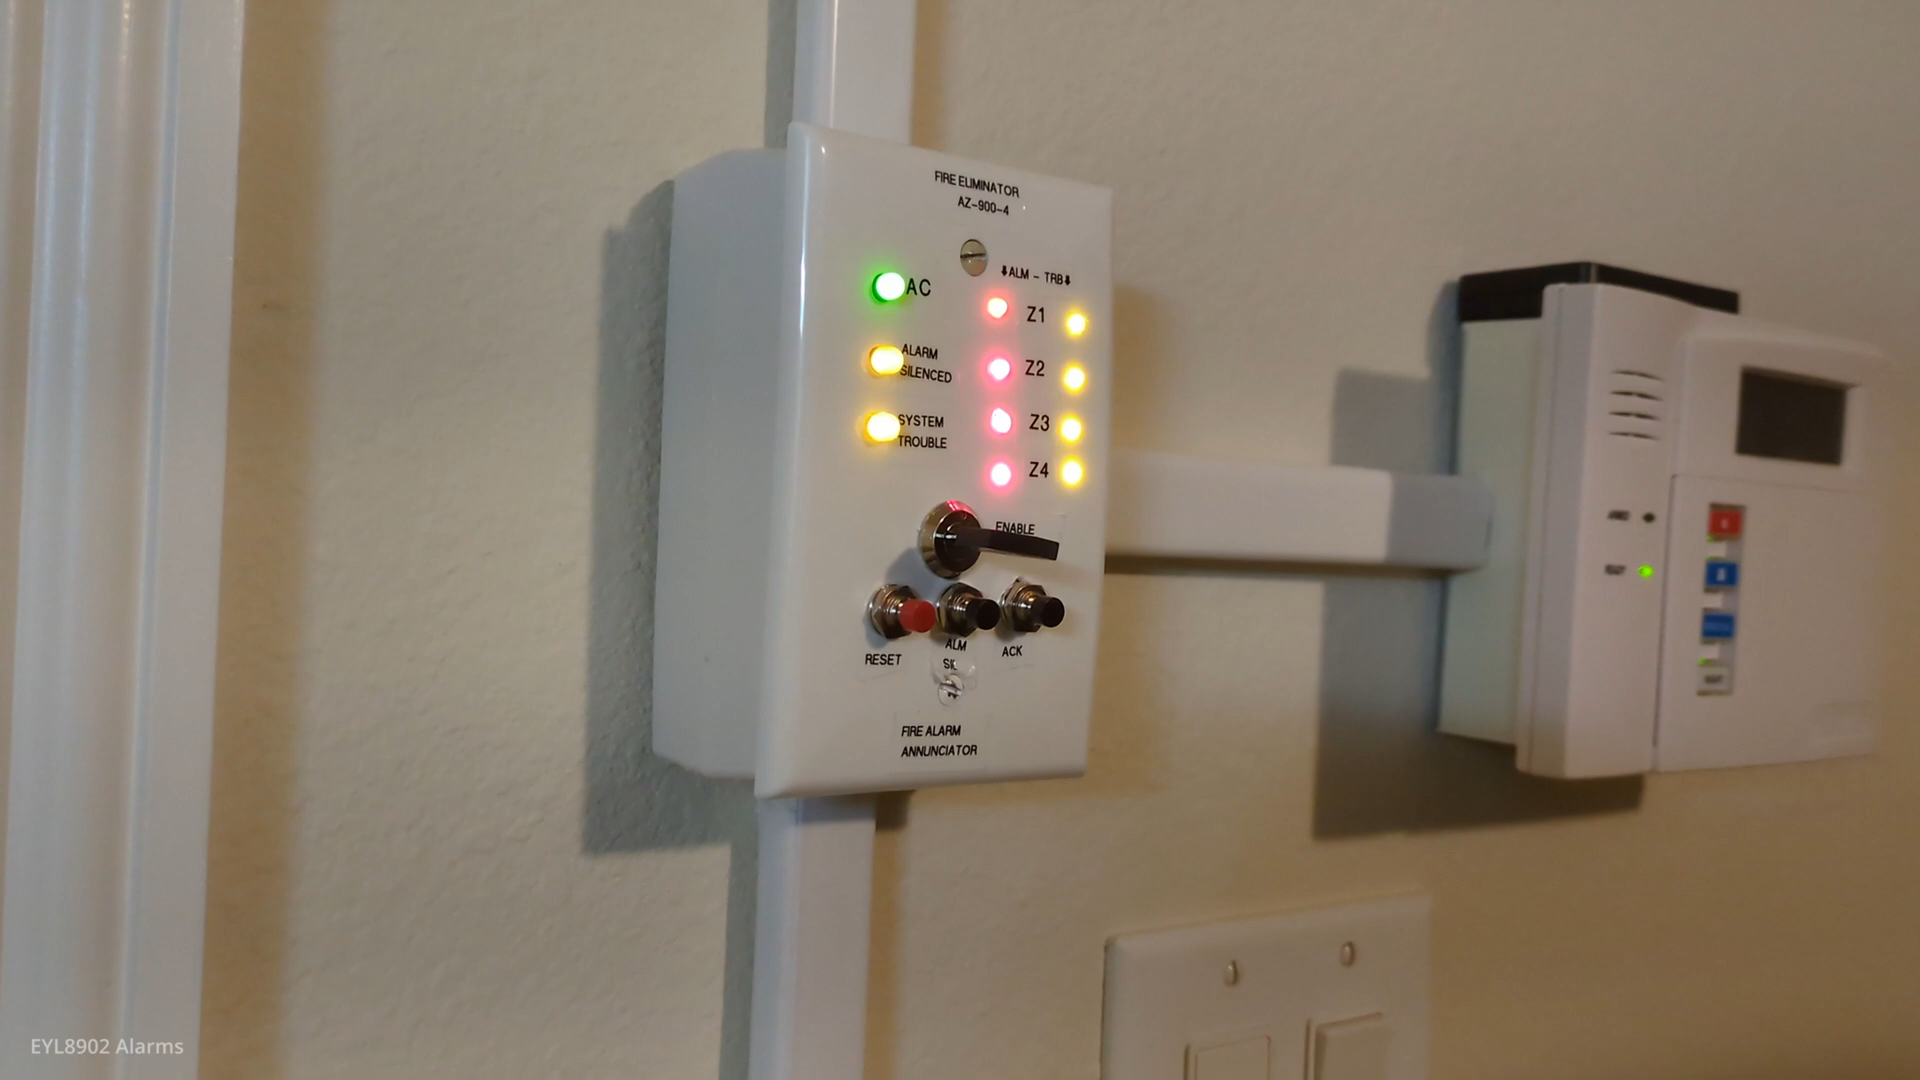 FIRE ELIMINATOR
AZ-900-4
⬇ALM - TRB⬇
AC
Z1
ALARM
SILENCED
Z2
SYSTEM
TROUBLE
Z3
Z4
ENABLE
RESET
ALM
SIL
ACK
FIRE ALARM
ANNUNCIATOR
EYL8902 Alarms